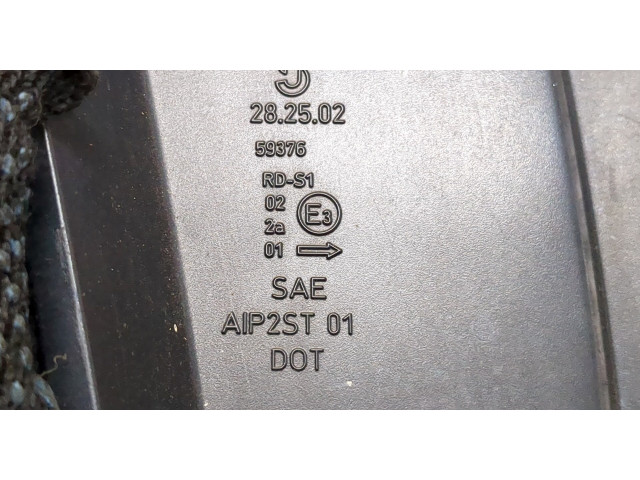 28.25.02
59376
RD-S1
02
2a E3
01
SAE
AIP2ST 01
DOT